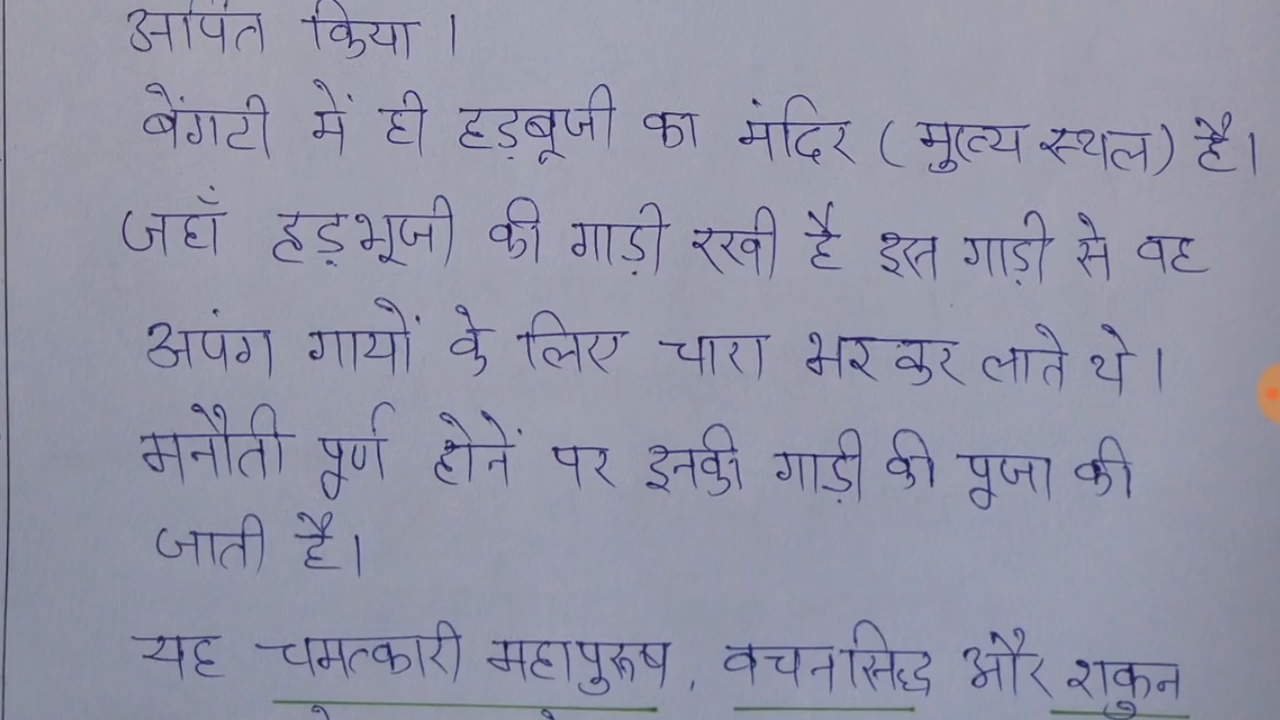 अर्पित किया।
बेंगटी में ही हड़बूजी का मंदिर (मुख्य स्थल) है।
जहाँ हड़भूजी की गाड़ी रखी है इस गाड़ी से वह
अपंग गायों के लिए चारा भरकर लाते थे।
मनौती पूर्ण होनें पर इनकी गाड़ी की पूजा की
जाती है।
यह चमत्कारी महापुरूष, वचनसिद्ध और शकुन